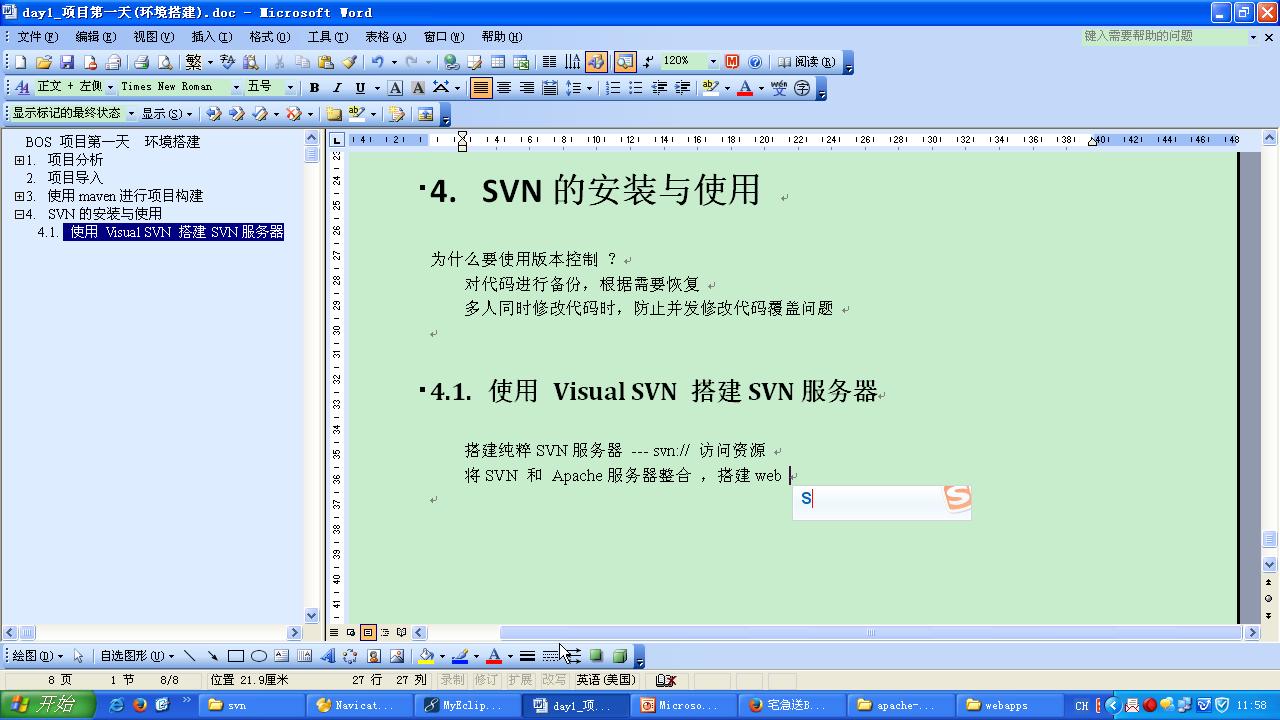 day1_项目第一天(环境搭建).doc - Microsoft Word
文件(F) 编辑(E) 视图(V) 插入(I) 格式(O) 工具(T) 表格(A) 窗口(W) 帮助(H) 键入需要帮助的问题
繁 120% 阅读(R)
正文 + 左侧 Times New Roman 五号 B I U A A A
显示标记的最终状态 显示(S)
BOS 项目第一天 环境搭建
1 项目分析
2. 项目导入
3. 使用 maven 进行项目构建
4. SVN 的安装与使用
4.1. 使用 Visual SVN 搭建 SVN 服务器
4. SVN 的安装与使用
为什么要使用版本控制 ？
对代码进行备份，根据需要恢复
多人同时修改代码时，防止并发修改代码覆盖问题
4.1. 使用 Visual SVN 搭建 SVN 服务器
搭建纯粹 SVN 服务器 --- svn:// 访问资源
将 SVN 和 Apache 服务器整合 ， 搭建 web
S
绘图(D) 自选图形(U)
8 页 1 节 8/8 位置 21.9厘米 27 行 27 列 录制 修订 扩展 改写 英语(美国)
开始 svn Navicat... MyEclip... day1_项... Microso... 宅急送B... apache-... webapps CH 11:58